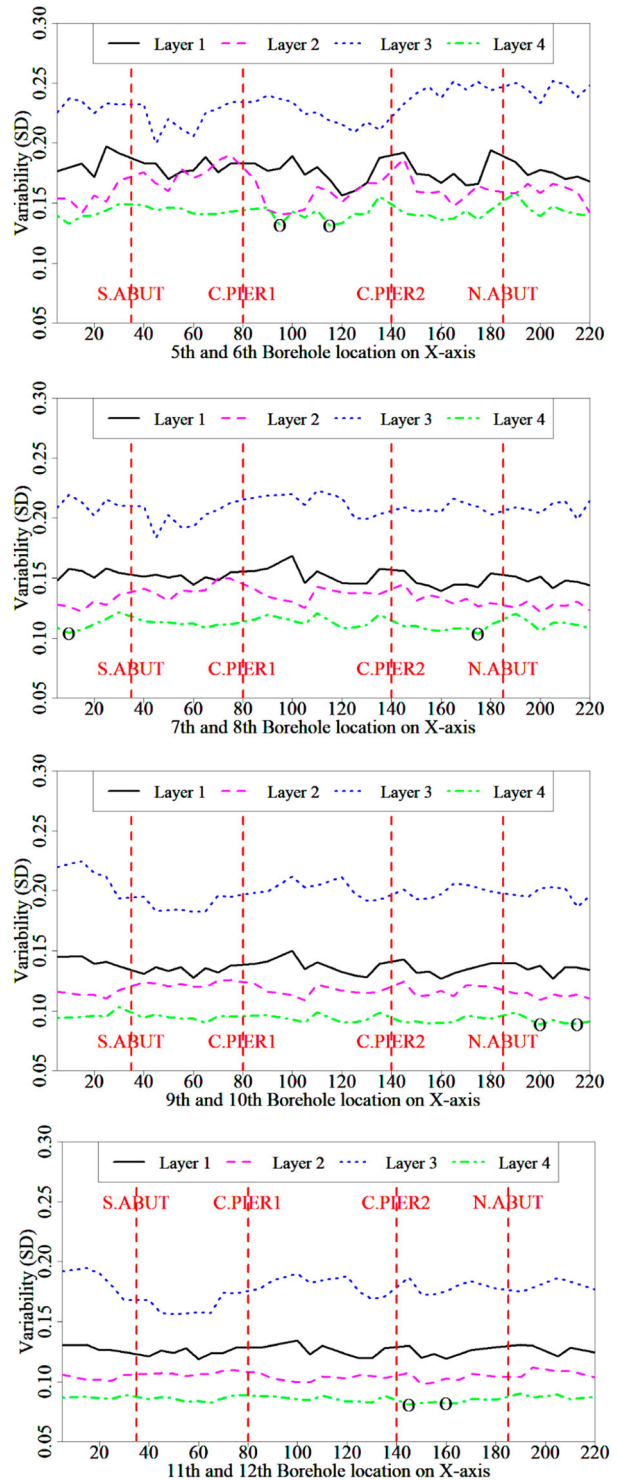 Layer 1 Layer 2 Layer 3 Layer 4
Variability (SD)
0.05 0.10 0.15 0.20 0.25 0.30
O O
S.ABUT C.PIER1 C.PIER2 N.ABUT
20 40 60 80 100 120 140 160 180 200 220
5th and 6th Borehole location on X-axis
Layer 1 Layer 2 Layer 3 Layer 4
Variability (SD)
0.05 0.10 0.15 0.20 0.25 0.30
O O
S.ABUT C.PIER1 C.PIER2 N.ABUT
20 40 60 80 100 120 140 160 180 200 220
7th and 8th Borehole location on X-axis
Layer 1 Layer 2 Layer 3 Layer 4
Variability (SD)
0.05 0.10 0.15 0.20 0.25 0.30
O O
S.ABUT C.PIER1 C.PIER2 N.ABUT
20 40 60 80 100 120 140 160 180 200 220
9th and 10th Borehole location on X-axis
Layer 1 Layer 2 Layer 3 Layer 4
S.ABUT C.PIER1 C.PIER2 N.ABUT
Variability (SD)
0.05 0.10 0.15 0.20 0.25 0.30
O O
20 40 60 80 100 120 140 160 180 200 220
11th and 12th Borehole location on X-axis